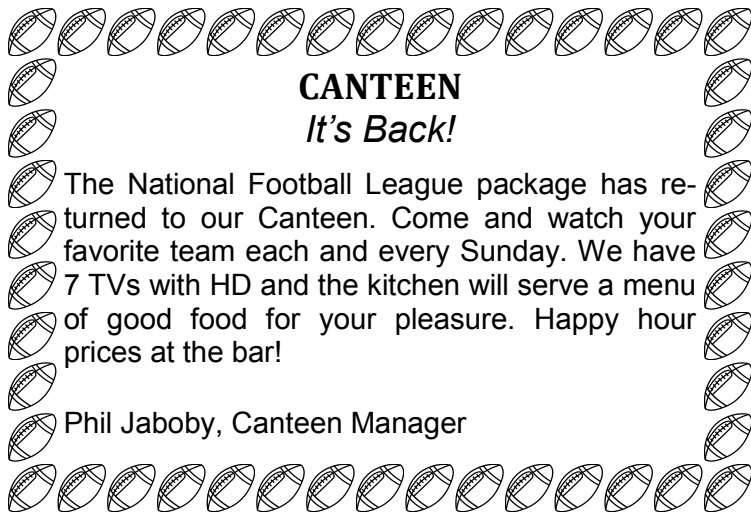 CANTEEN
It’s Back!
The National Football League package has re-
turned to our Canteen. Come and watch your
favorite team each and every Sunday. We have
7 TVs with HD and the kitchen will serve a menu
of good food for your pleasure. Happy hour
prices at the bar!
Phil Jaboby, Canteen Manager